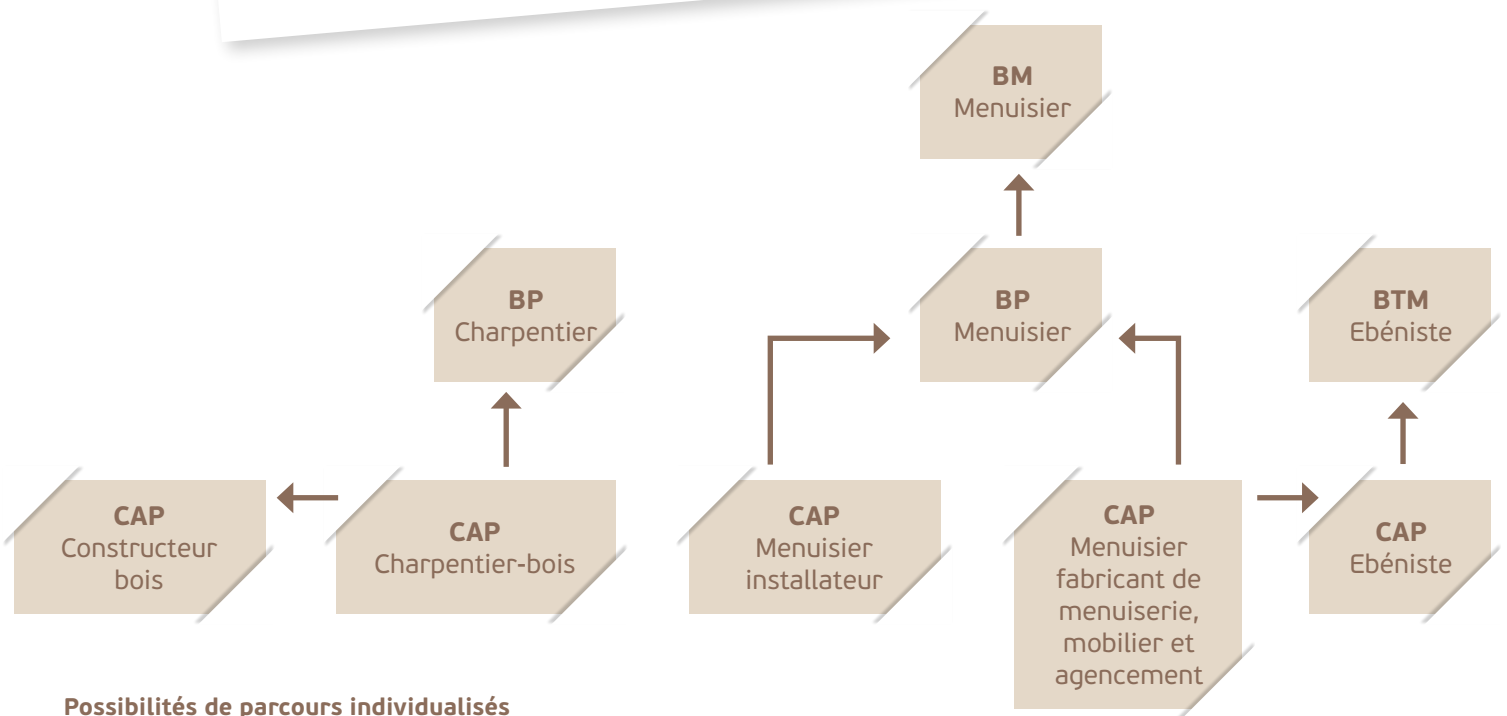 BM
Menuisier
BP
Charpentier
BP
Menuisier
BTM
Ebéniste
CAP
Constructeur
bois
CAP
Charpentier-bois
CAP
Menuisier
installateur
CAP
Menuisier
fabricant de
menuiserie,
mobilier et
agencement
CAP
Ebéniste
Possibilités de parcours individualisés